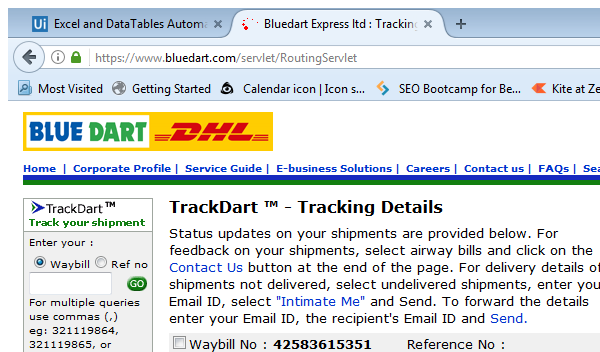 Excel and DataTables Automa
Bluedart Express ltd : Tracking
https://www.bluedart.com/servlet/RoutingServlet
Most Visited Getting Started Calendar icon | Icon s... SEO Bootcamp for Be... Kite at Ze
BLUE DART DHL
Home | Corporate Profile | Service Guide | E-business Solutions | Careers | Contact us | FAQs | Sea
TrackDart ™
Track your shipment
Enter your :
Waybill Ref no
GO
For multiple queries
use commas (,)
eg: 321119864,
321119865, or
TrackDart ™ - Tracking Details
Status updates on your shipments are provided below. For
feedback on your shipments, select airway bills and click on the
Contact Us button at the end of the page. For delivery details of
shipments not delivered, select undelivered shipments, enter you
Email ID, select "Intimate Me" and Send. To forward the details
enter your Email ID, the recipient's Email ID and Send.
Waybill No : 42583615351 Reference No :